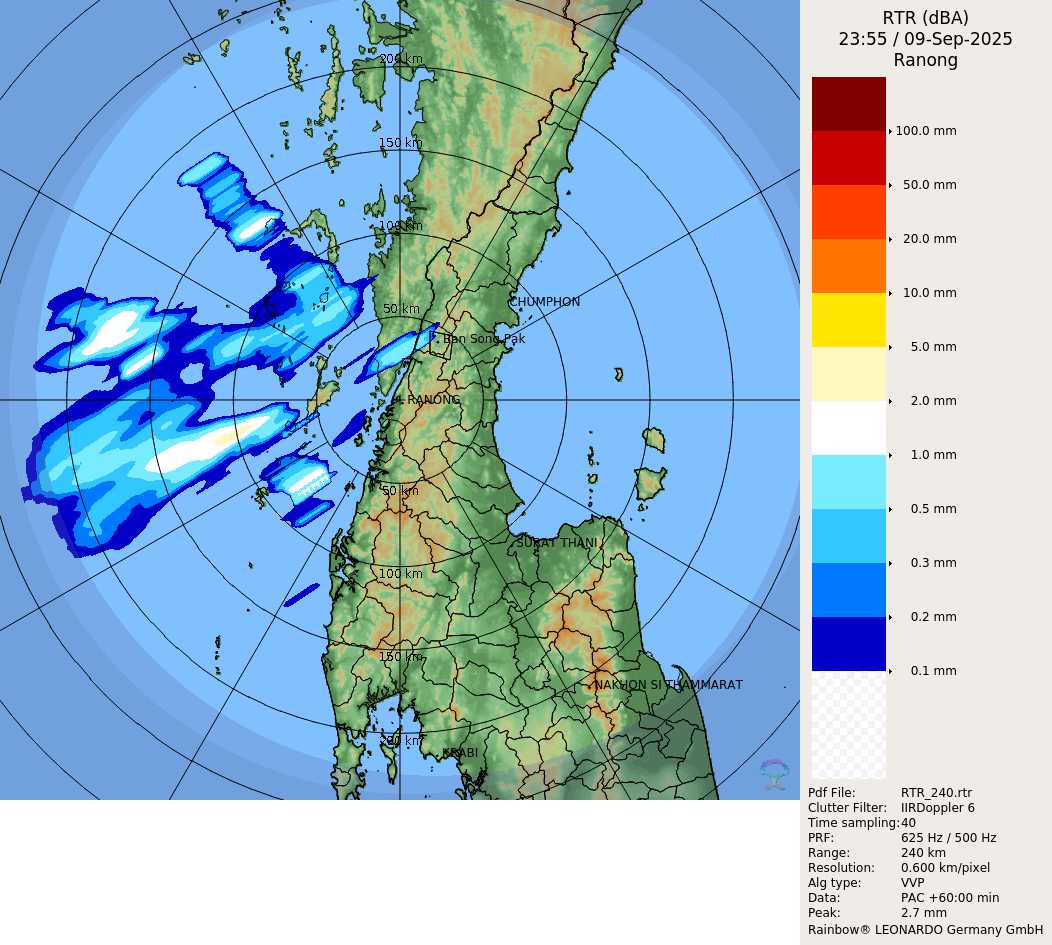 RTR (dBA)
23:55 / 09-Sep-2025
Ranong
200 km
150 km
100 km
50 km
CHUMPHON
Ban Song Pak
RANONG
50 km
SURAT THANI
100 km
150 km
NAKHON SI THAMMARAT
200 km
KRABI
100.0 mm
50.0 mm
20.0 mm
10.0 mm
5.0 mm
2.0 mm
1.0 mm
0.5 mm
0.3 mm
0.2 mm
0.1 mm
Pdf File: RTR_240.rtr
Clutter Filter: IIRDoppler 6
Time sampling: 40
PRF: 625 Hz / 500 Hz
Range: 240 km
Resolution: 0.600 km/pixel
Alg type: VVP
Data: PAC +60:00 min
Peak: 2.7 mm
Rainbow® LEONARDO Germany GmbH